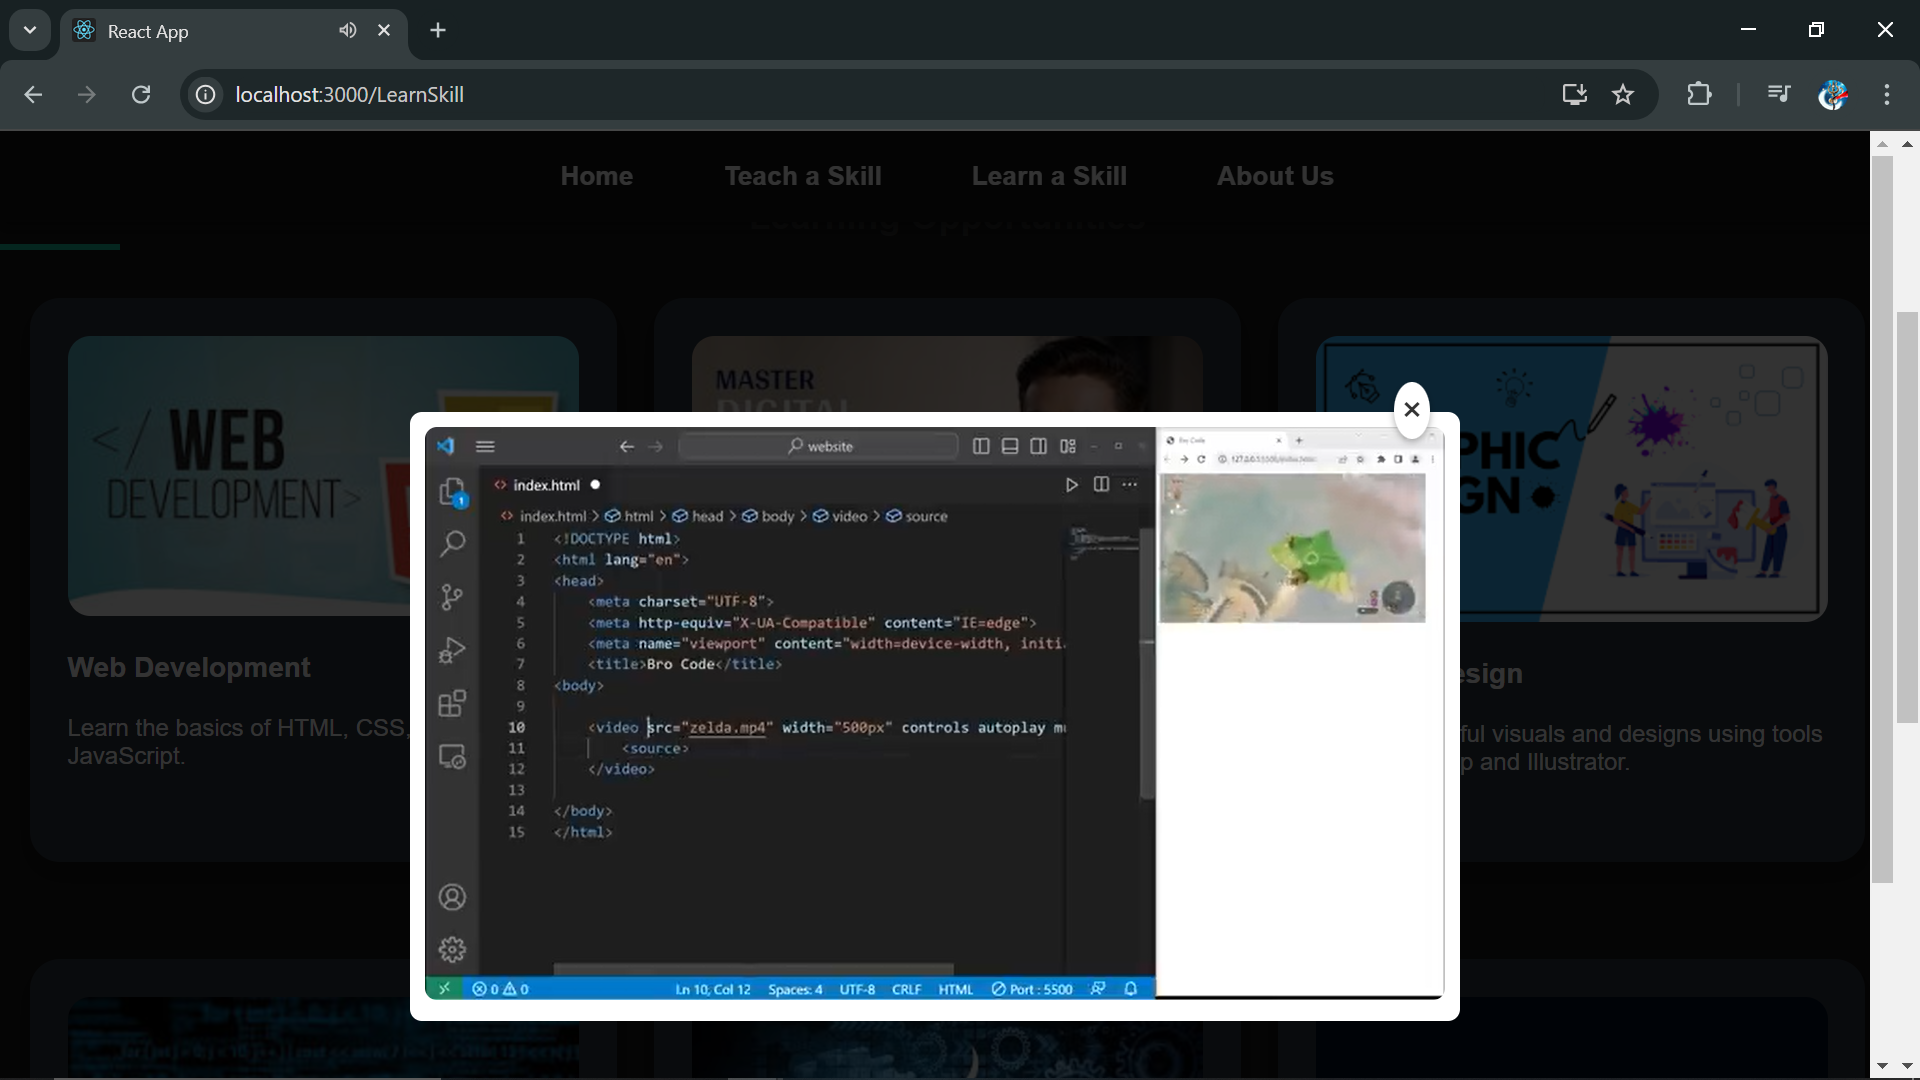 React App
localhost:3000/LearnSkill
Home Teach a Skill Learn a Skill About Us
Learning Opportunities
</ WEB
DEVELOPMENT>
MASTER
DIGITAL
PHIC
GN
Web Development
Learn the basics of HTML, CSS,
JavaScript.
esign
ful visuals and designs using tools
p and Illustrator.
×
website
index.html
index.html > html > head > body > video > source
1 <!DOCTYPE html>
2 <html lang="en">
3 <head>
4 <meta charset="UTF-8">
5 <meta http-equiv="X-UA-Compatible" content="IE=edge">
6 <meta name="viewport" content="width=device-width, initi
7 <title>Bro Code</title>
8 <body>
9
10 <video src="zelda.mp4" width="500px" controls autoplay mu
11 <source>
12 </video>
13
14 </body>
15 </html>
1
0 0 Ln 10, Col 12 Spaces: 4 UTF-8 CRLF HTML Port : 5500
Bro Code